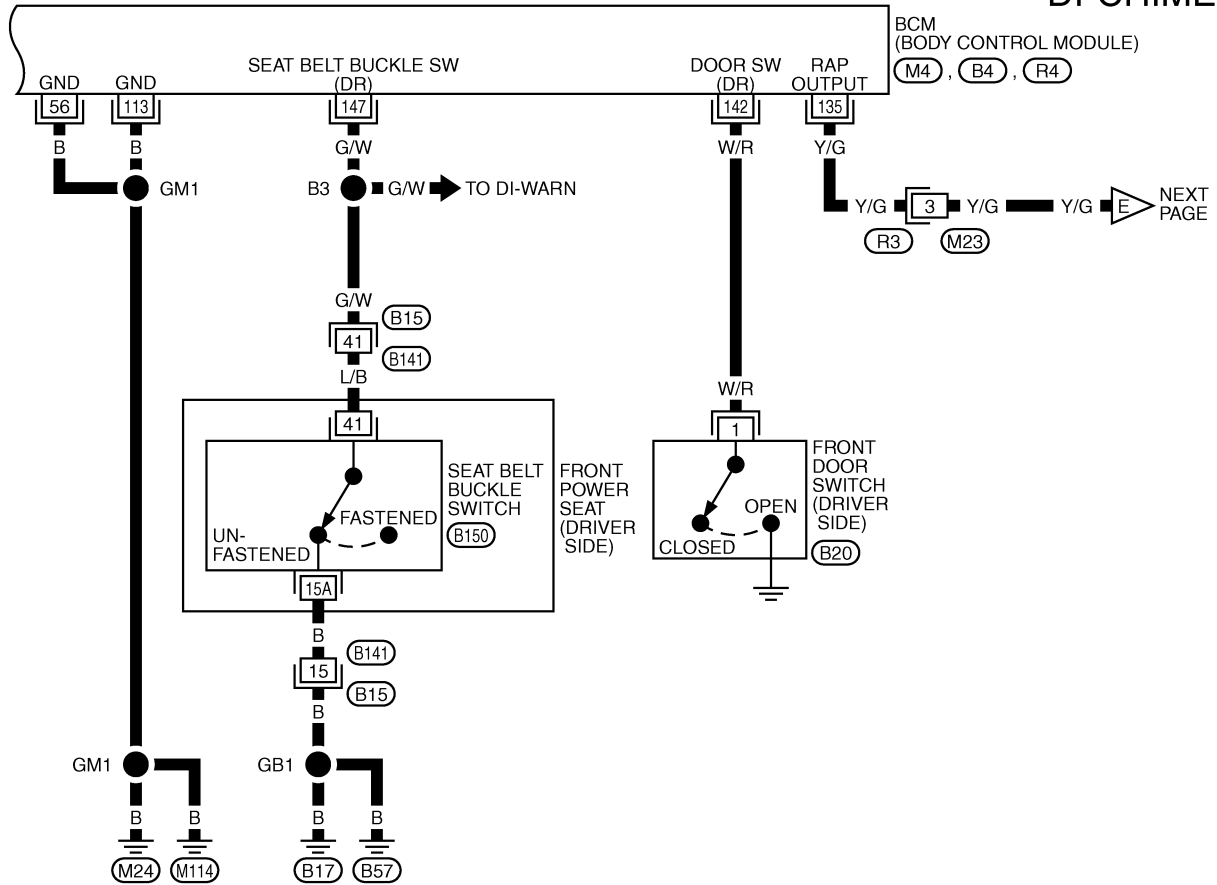 BCM
(BODY CONTROL MODULE)
M4 , B4 , R4
GND
GND
SEAT BELT BUCKLE SW
(DR)
DOOR SW
(DR)
RAP
OUTPUT
56
113
147
142
135
B
B
G/W
W/R
Y/G
GM1
B3
G/W
TO DI-WARN
Y/G
3
Y/G
Y/G
E
NEXT
PAGE
R3
M23
G/W
B15
41
B141
L/B
W/R
41
1
SEAT BELT
BUCKLE
SWITCH
B150
FRONT
POWER
SEAT
(DRIVER
SIDE)
UN-
FASTENED
FASTENED
OPEN
CLOSED
FRONT
DOOR
SWITCH
(DRIVER
SIDE)
B20
15A
B
B141
15
B15
B
GM1
GB1
B
B
B
B
M24
M114
B17
B57